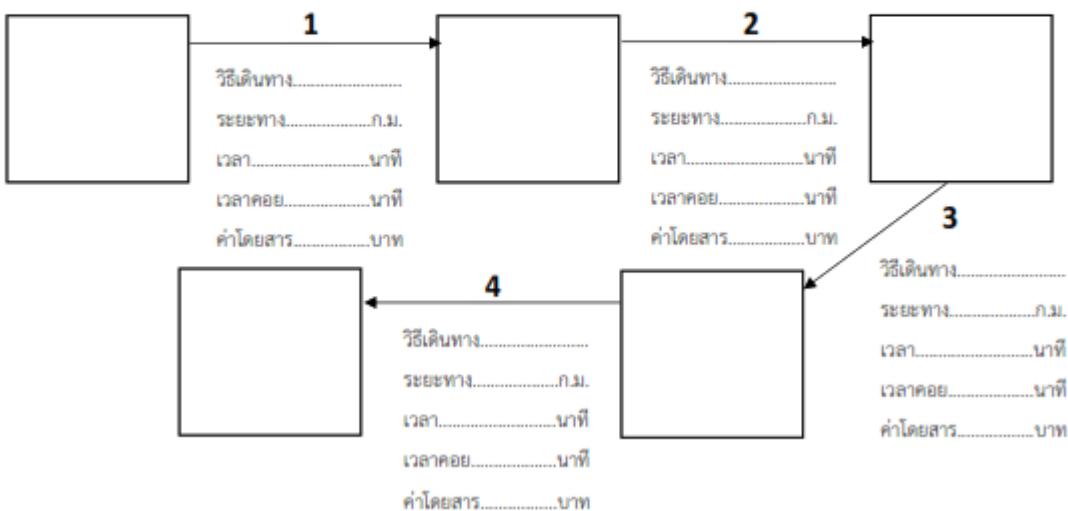 1
วิธีเดินทาง...........................
ระยะทาง.....................ก.ม.
เวลา.............................นาที
เวลาคอย.....................นาที
ค่าโดยสาร...................บาท
2
วิธีเดินทาง...........................
ระยะทาง.....................ก.ม.
เวลา.............................นาที
เวลาคอย.....................นาที
ค่าโดยสาร...................บาท
3
วิธีเดินทาง...........................
ระยะทาง.....................ก.ม.
เวลา.............................นาที
เวลาคอย.....................นาที
ค่าโดยสาร...................บาท
4
วิธีเดินทาง...........................
ระยะทาง.....................ก.ม.
เวลา.............................นาที
เวลาคอย.....................นาที
ค่าโดยสาร...................บาท